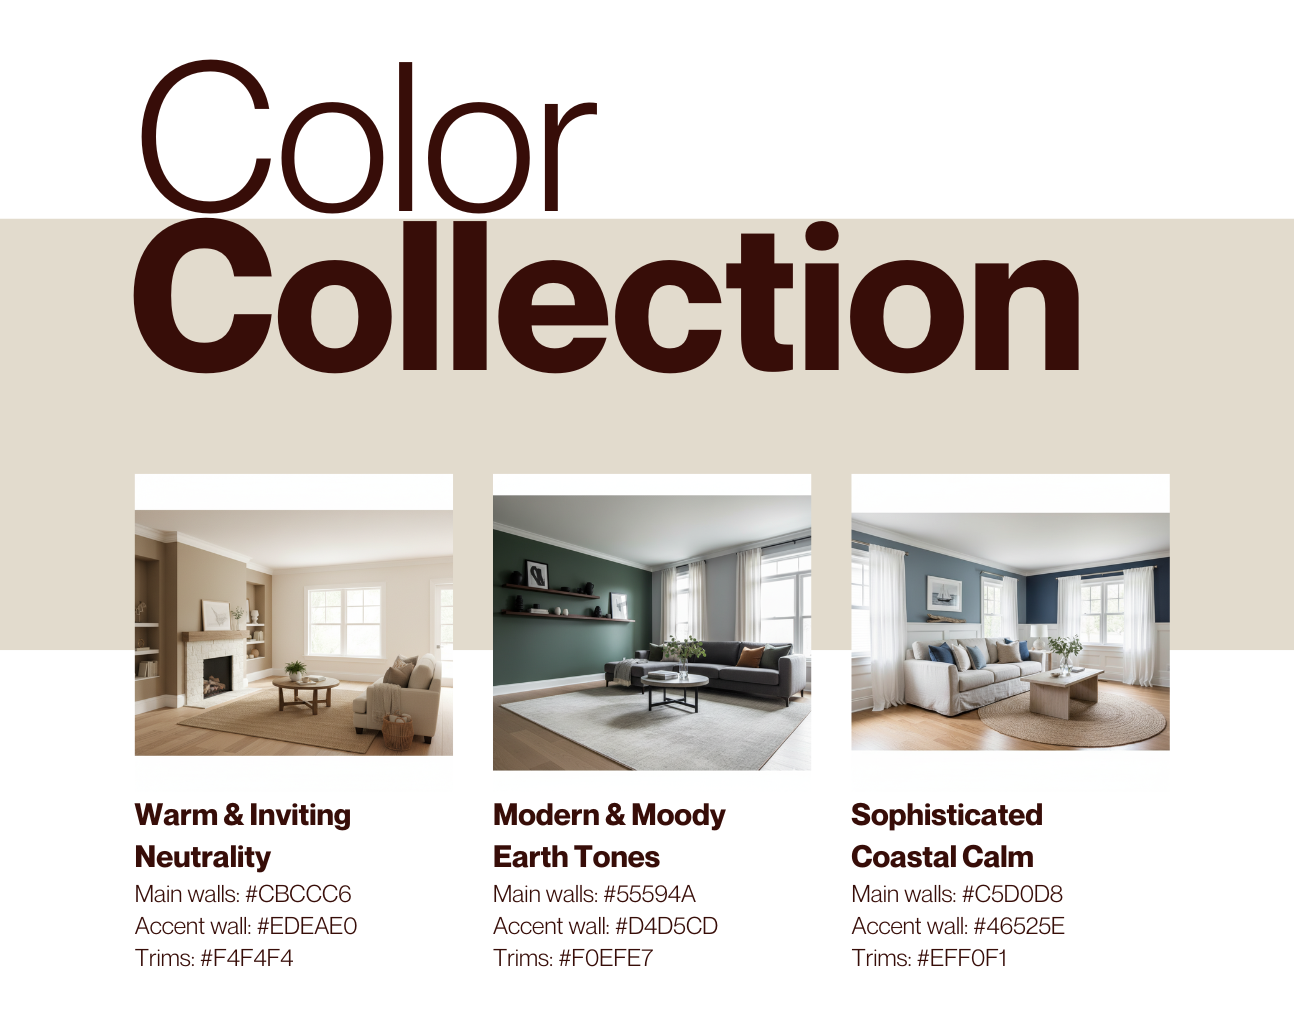 Color
Collection
Warm & Inviting
Neutrality
Main walls: #CBCCC6
Accent wall: #EDEAE0
Trims: #F4F4F4
Modern & Moody
Earth Tones
Main walls: #55594A
Accent wall: #D4D5CD
Trims: #F0EFE7
Sophisticated
Coastal Calm
Main walls: #C5D0D8
Accent wall: #46525E
Trims: #EFF0F1